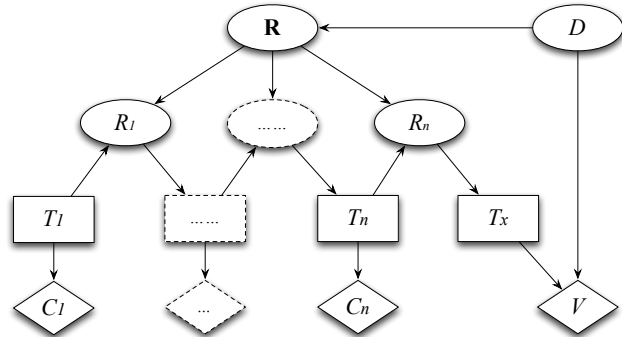 R D
R1 ...... Rn
T1 ...... Tn Tx
C1 ... Cn V